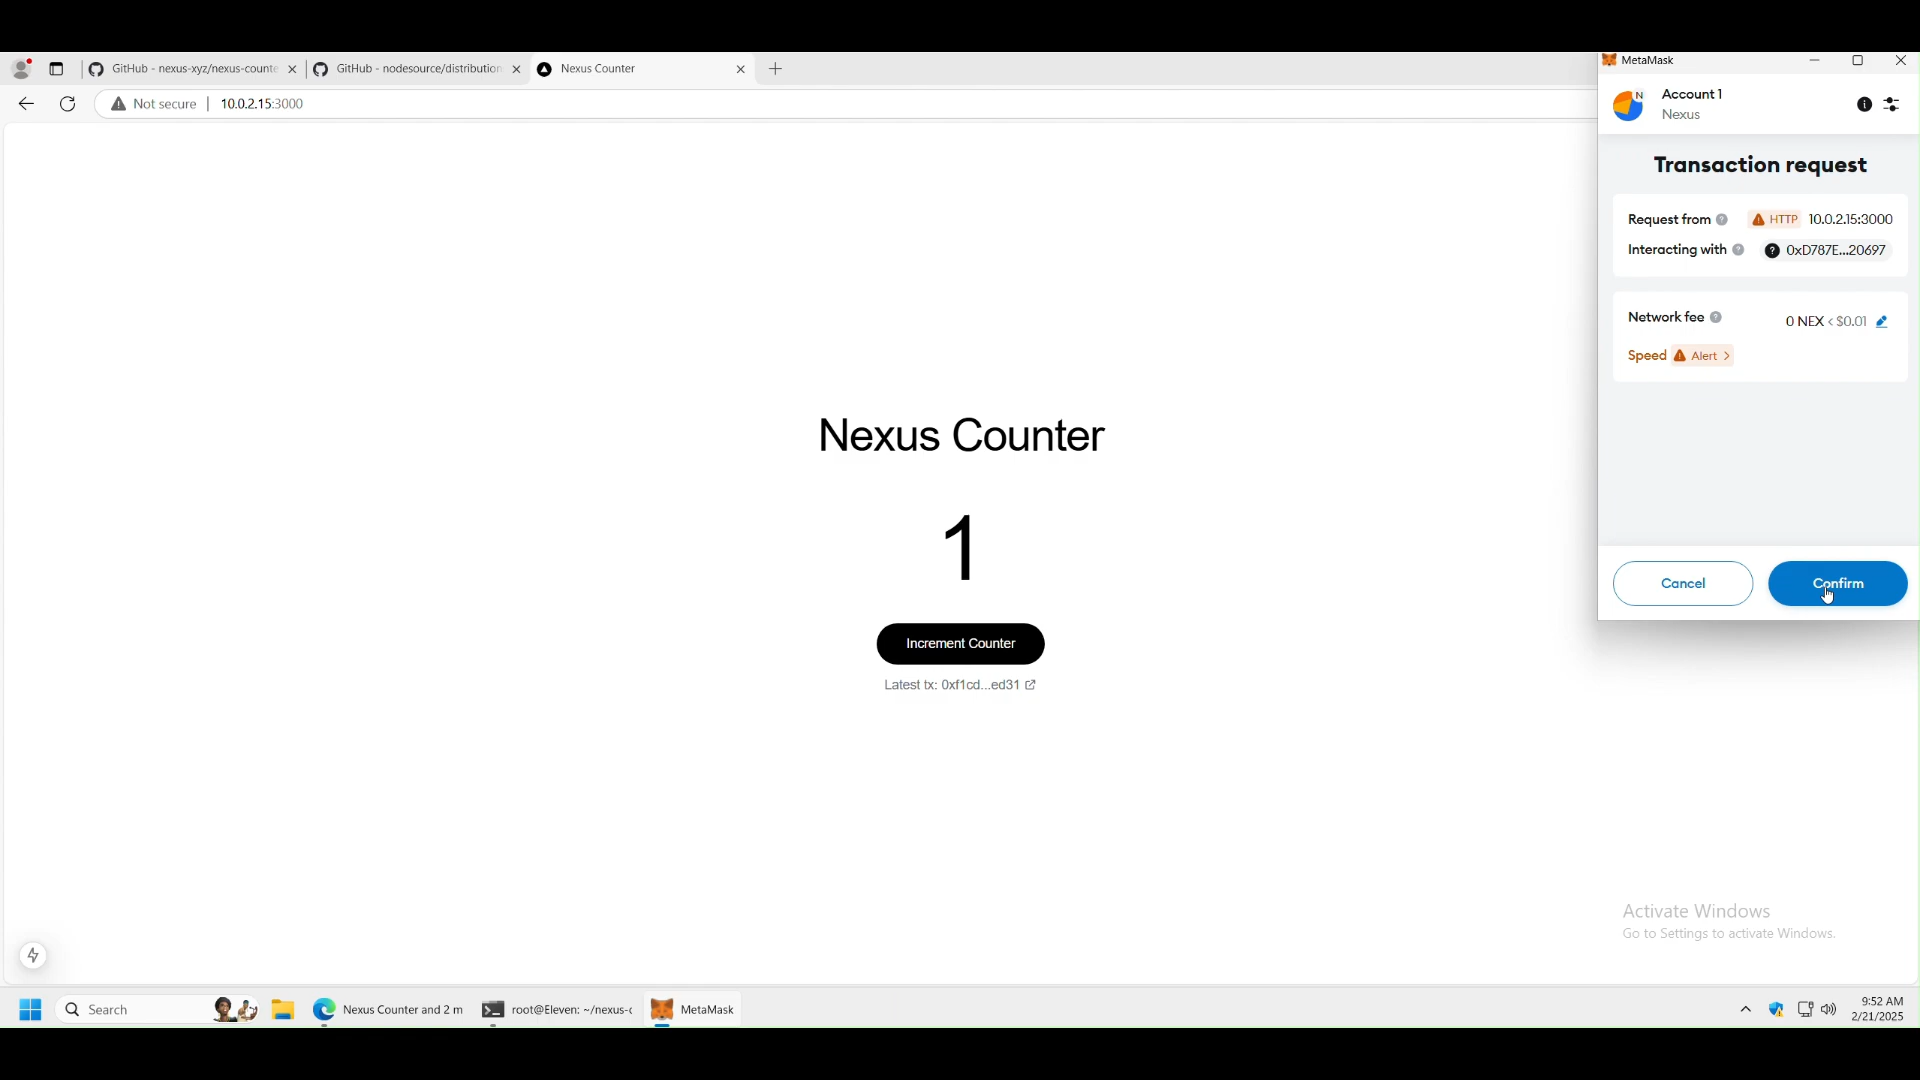 GitHub - nexus-xyz/nexus-counte
GitHub - nodesource/distribution
Nexus Counter
Not secure | 10.0.2.15:3000
MetaMask
N
Account 1
Nexus
Transaction request
Request from ? HTTP 10.0.2.15:3000
Interacting with ? ? 0xD787E...20697
Network fee ? 0 NEX < $0.01
Speed Alert >
Cancel
Confirm
Nexus Counter
1
Increment Counter
Latest tx: 0xf1cd...ed31
Activate Windows
Go to Settings to activate Windows.
Search
Nexus Counter and 2 m
root@Eleven: ~/nexus-c
MetaMask
9:52 AM
2/21/2025